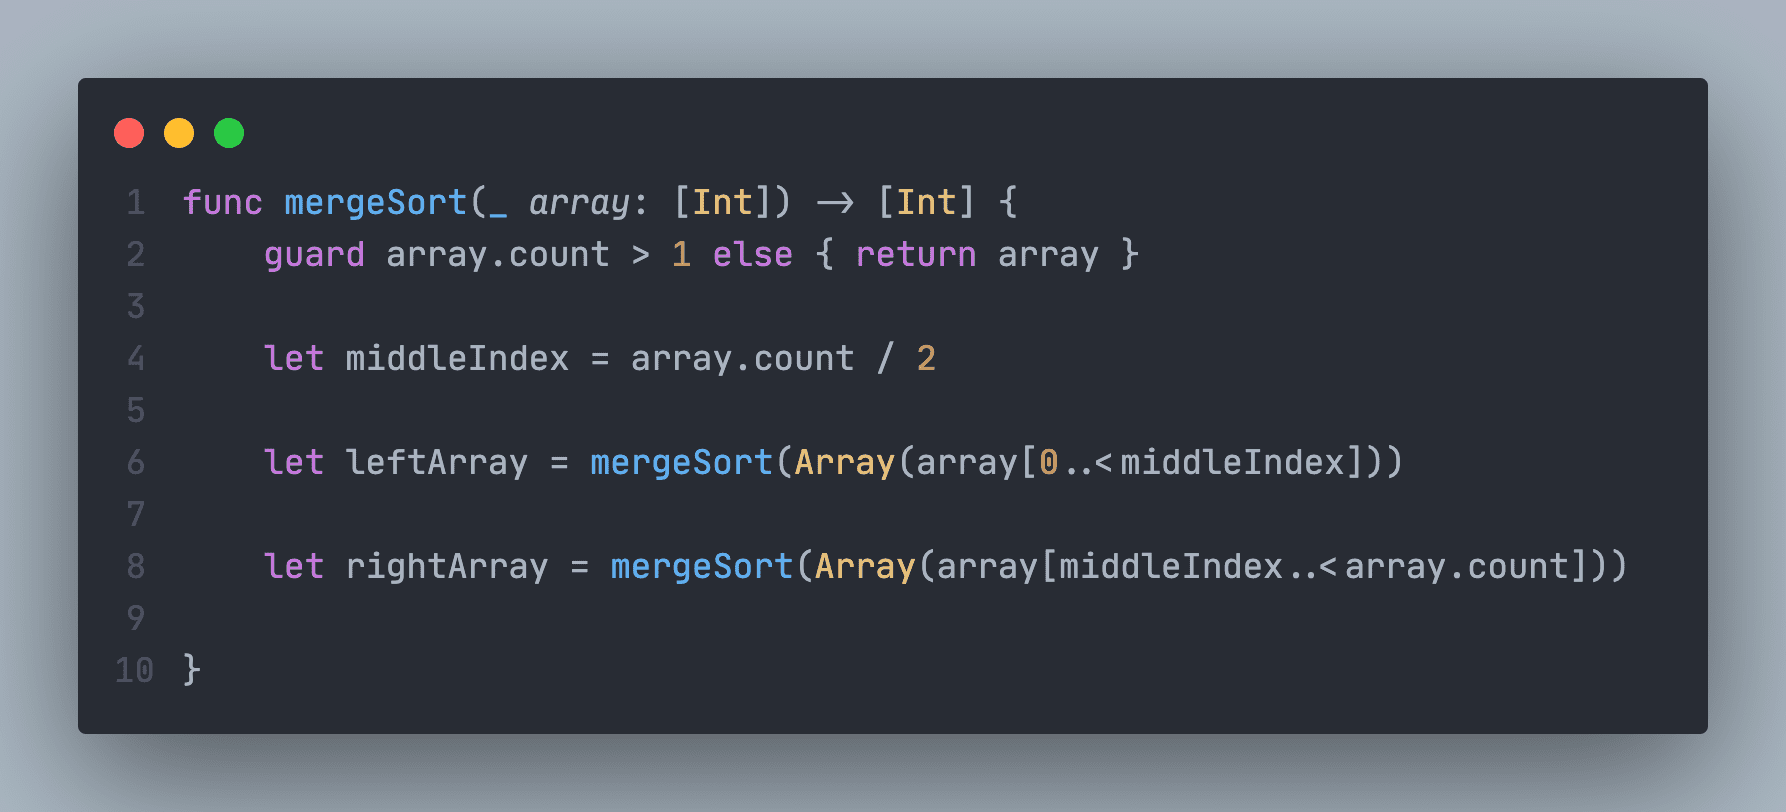 1 func mergeSort(_ array: [Int]) -> [Int] {
2     guard array.count > 1 else { return array }
3
4     let middleIndex = array.count / 2
5
6     let leftArray = mergeSort(Array(array[0..<middleIndex]))
7
8     let rightArray = mergeSort(Array(array[middleIndex..<array.count]))
9
10 }